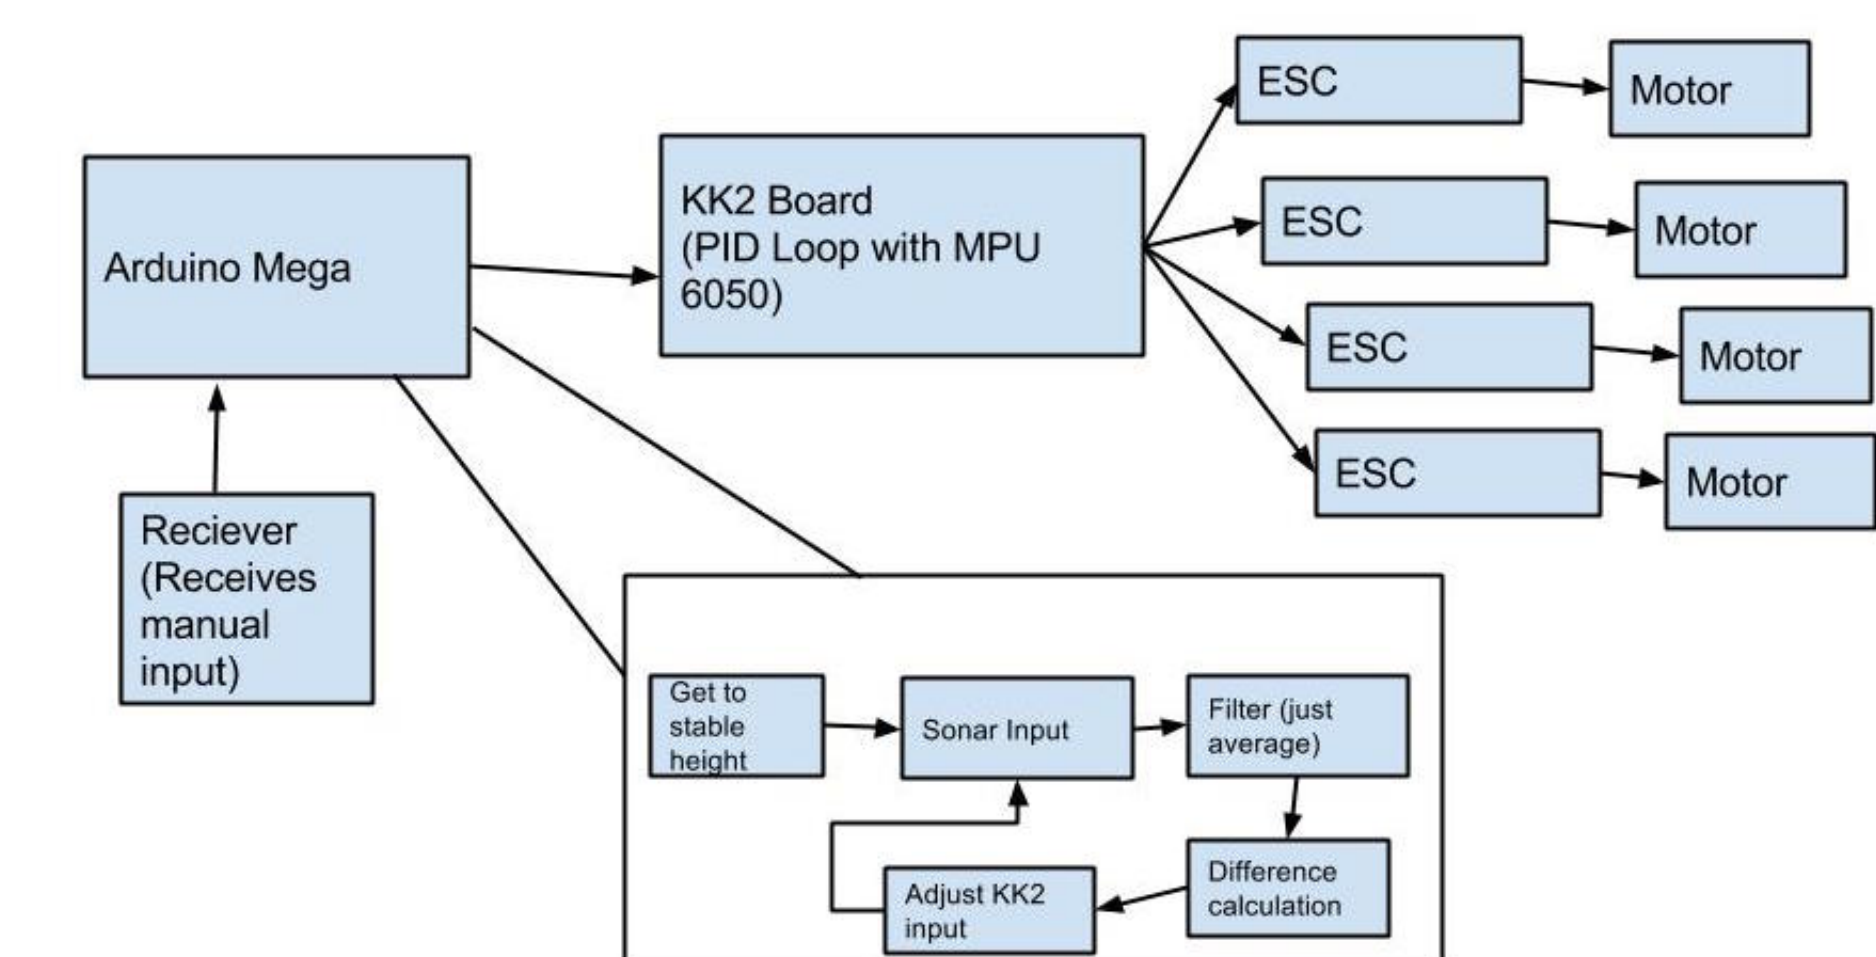 ESC
Motor
Arduino Mega
KK2 Board
(PID Loop with MPU
6050)
ESC
Motor
ESC
Motor
ESC
Motor
Reciever
(Receives
manual
input)
Get to
stable
height
Sonar Input
Filter (just
average)
Difference
calculation
Adjust KK2
input